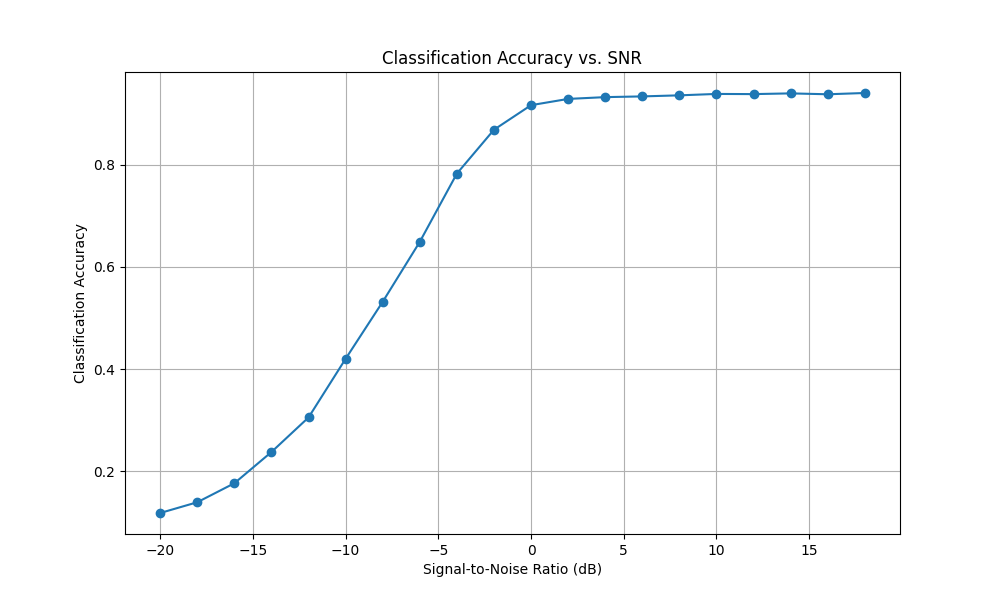 Classification Accuracy vs. SNR
0.8
0.6
0.4
0.2
Classification Accuracy
−20 −15 −10 −5 0 5 10 15
Signal-to-Noise Ratio (dB)